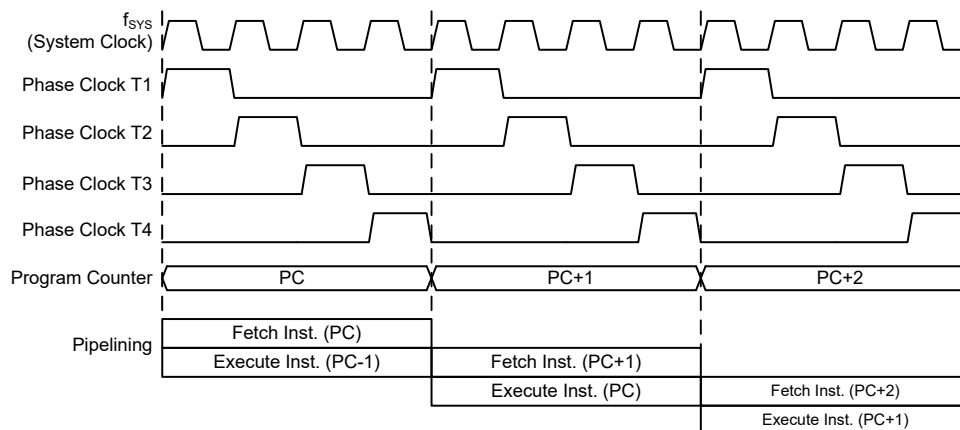 fSYS
(System Clock)
Phase Clock T1
Phase Clock T2
Phase Clock T3
Phase Clock T4
Program Counter PC PC+1 PC+2
Pipelining
Fetch Inst. (PC)
Execute Inst. (PC-1) Fetch Inst. (PC+1)
Execute Inst. (PC) Fetch Inst. (PC+2)
Execute Inst. (PC+1)